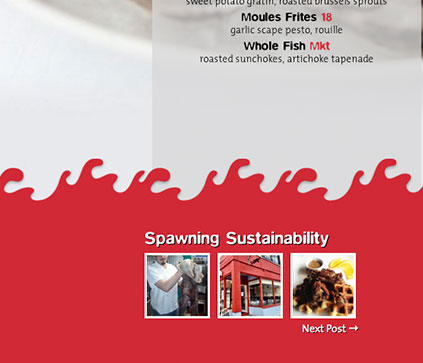 sweet potato gratin, roasted brussels sprouts
Moules Frites 18
garlic scape pesto, rouille
Whole Fish Mkt
roasted sunchokes, artichoke tapenade
Spawning Sustainability
Next Post →